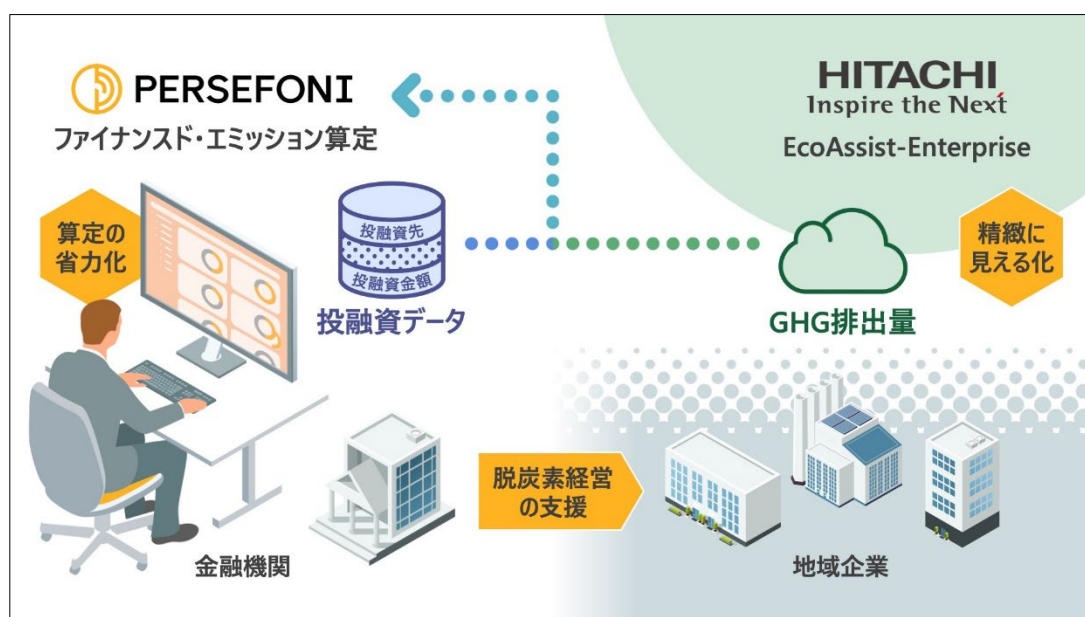 PERSEFONI
ファイナンスド・エミッション算定
HITACHI
Inspire the Next
EcoAssist-Enterprise
算定の
省力化
投融資先
投融資金額
投融資データ
GHG排出量
精緻に
見える化
脱炭素経営
の支援
金融機関
地域企業